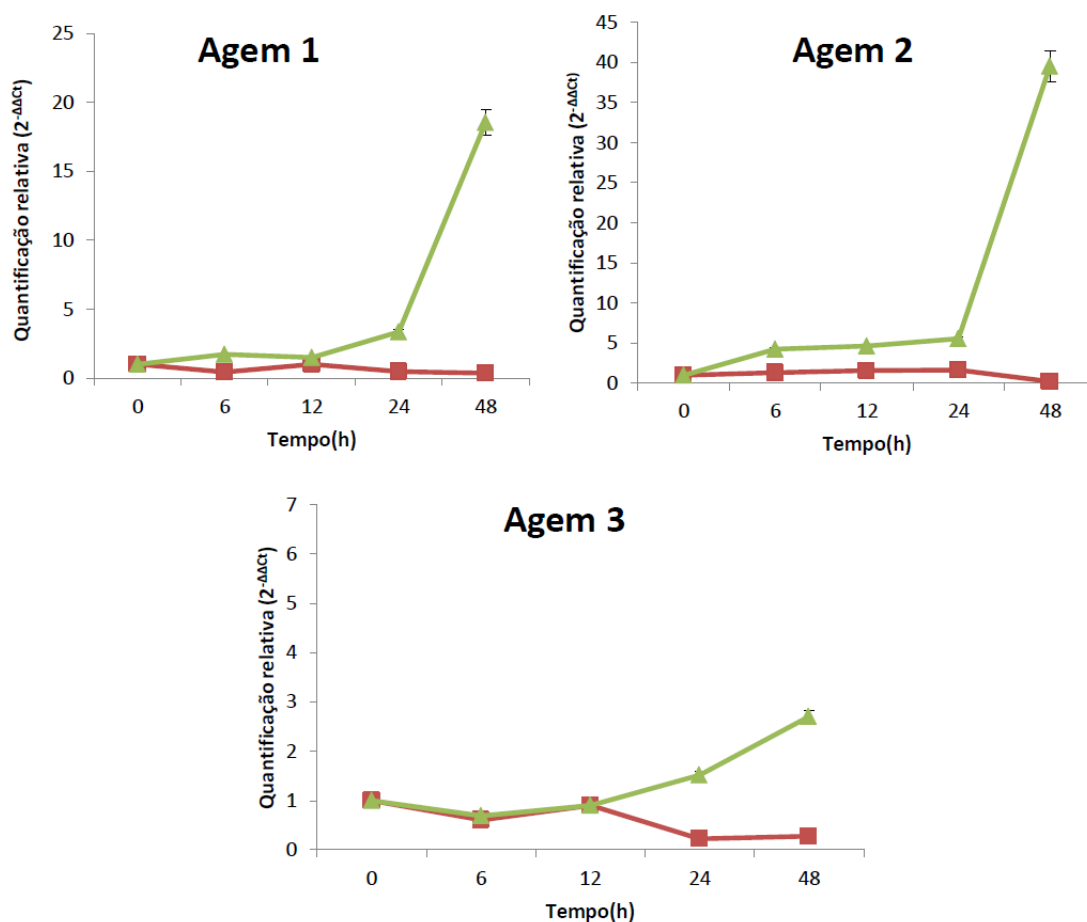 Agem 1
Quantificação relativa (2^-ΔΔCt)
25
20
15
10
5
0
0 6 12 24 48
Tempo(h)
Agem 2
Quantificação relativa (2^-ΔΔCt)
45
40
35
30
25
20
15
10
5
0
0 6 12 24 48
Tempo(h)
Agem 3
Quantificação relativa (2^-ΔΔCt)
7
6
5
4
3
2
1
0
0 6 12 24 48
Tempo(h)